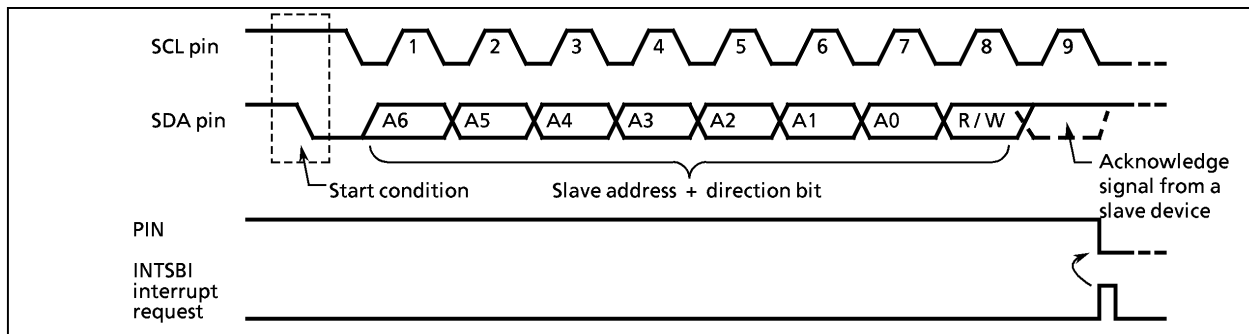 SCL pin 1 2 3 4 5 6 7 8 9
SDA pin A6 A5 A4 A3 A2 A1 A0 R / W
Start condition
Slave address + direction bit
Acknowledge
signal from a
slave device
PIN
INTSBI
interrupt
request